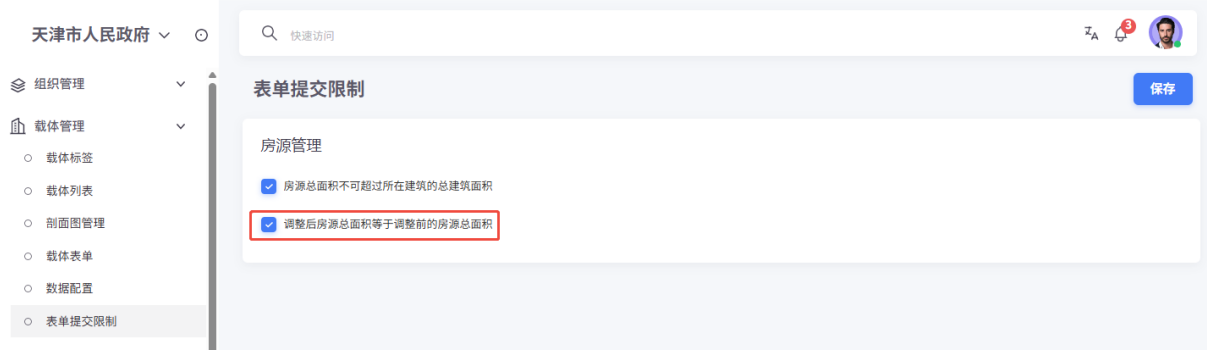 天津市人民政府
快速访问
3
组织管理
表单提交限制
保存
载体管理
房源管理
载体标签
房源总面积不可超过所在建筑的总建筑面积
载体列表
调整后房源总面积等于调整前的房源总面积
剖面图管理
载体表单
数据配置
表单提交限制